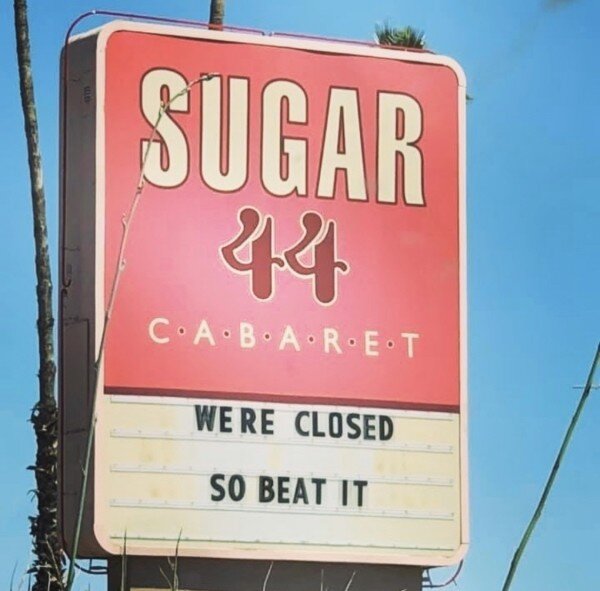 SUGAR
44
C·A·B·A·R·E·T
WERE CLOSED
SO BEAT IT